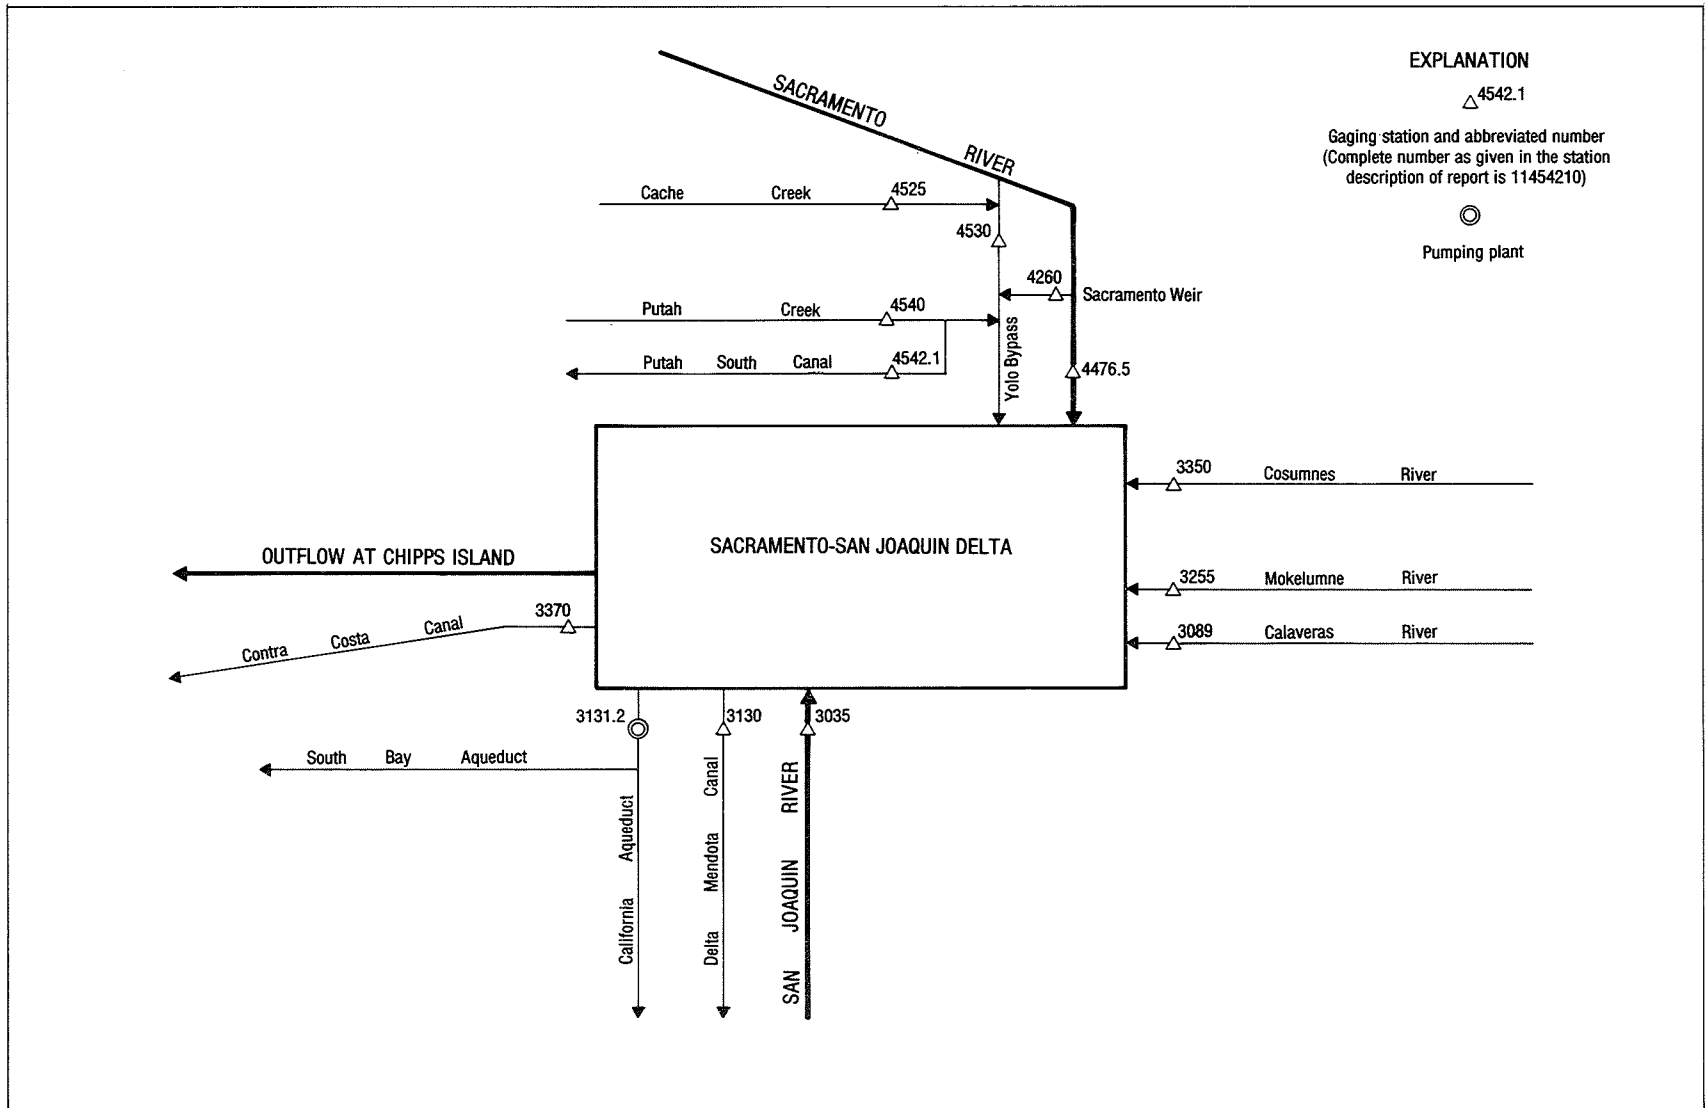 SACRAMENTO RIVER
EXPLANATION
4542.1
Gaging station and abbreviated number
(Complete number as given in the station
description of report is 11454210)
Pumping plant
Cache Creek
4525
4530
4260
Sacramento Weir
Putah Creek
4540
Putah South Canal
4542.1
Yolo Bypass
4476.5
3350
Cosumnes River
SACRAMENTO-SAN JOAQUIN DELTA
OUTFLOW AT CHIPPS ISLAND
3255
Mokelumne River
3370
Contra Costa Canal
3089
Calaveras River
3131.2
3130
3035
South Bay Aqueduct
California Aqueduct
Delta Mendota Canal
SAN JOAQUIN RIVER